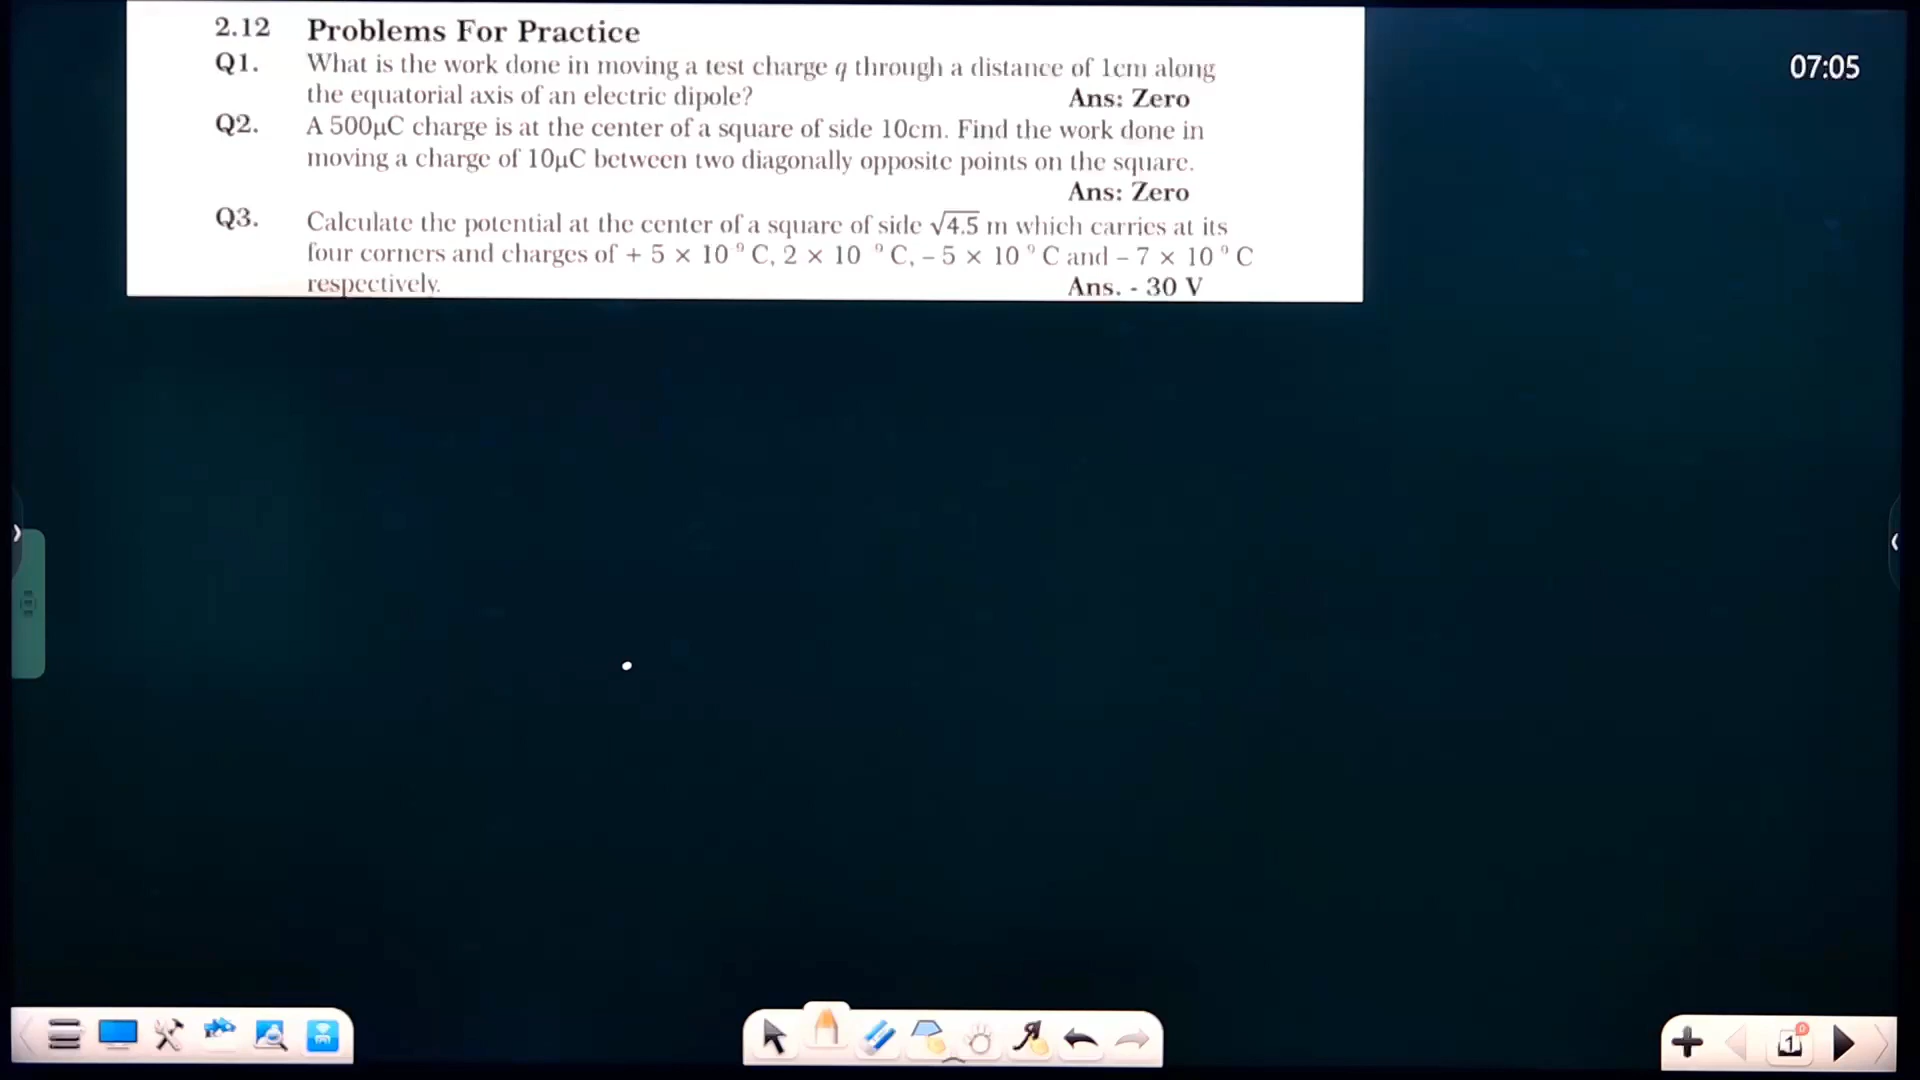 2.12 Problems For Practice
Q1. What is the work done in moving a test charge q through a distance of 1cm along
the equatorial axis of an electric dipole? Ans: Zero
Q2. A 500μC charge is at the center of a square of side 10cm. Find the work done in
moving a charge of 10μC between two diagonally opposite points on the square.
Ans: Zero
Q3. Calculate the potential at the center of a square of side √4.5 m which carries at its
four corners and charges of + 5 × 10⁻⁹ C, 2 × 10 ⁹ C, – 5 × 10 ⁹ C and – 7 × 10 ⁹ C
respectively. Ans. - 30 V
07:05
1
0